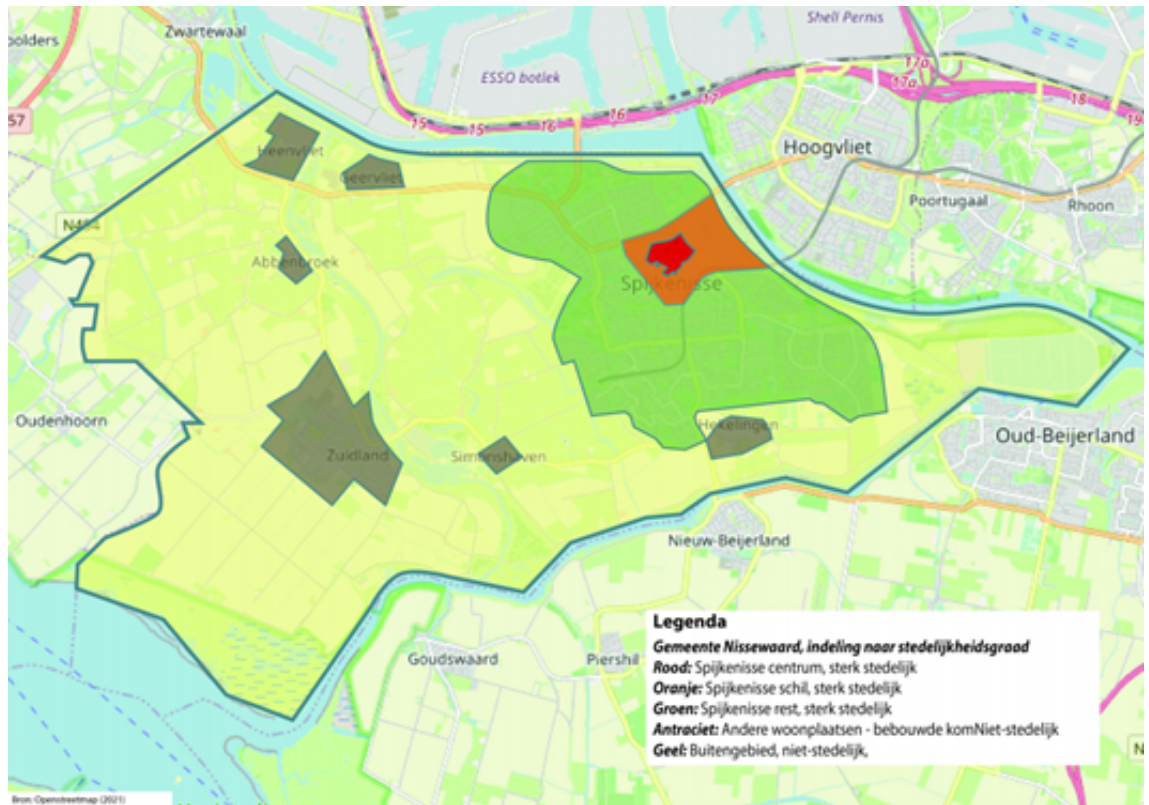 Shell Pernis
Zwartewaal
oolders
ESSO botlek
17a
17a
57
15
15
16
16
17
18
19
Hoogvliet
Heenvliet
Geervliet
Poortugaal
Rhoon
N494
Abbenbroek
Spijkenisse
Oudenhoorn
Hekelingen
Oud-Beijerland
Zuidland
Simonshaven
Nieuw-Beijerland
Goudswaard
Piershil
Legenda
Gemeente Nissewaard, indeling naar stedelijkheidsgraad
Rood: Spijkenisse centrum, sterk stedelijk
Oranje: Spijkenisse schil, sterk stedelijk
Groen: Spijkenisse rest, sterk stedelijk
Antraciet: Andere woonplaatsen - bebouwde komNiet-stedelijk
Geel: Buitengebied, niet-stedelijk,
N
Bron: Openstreetmap (2021)